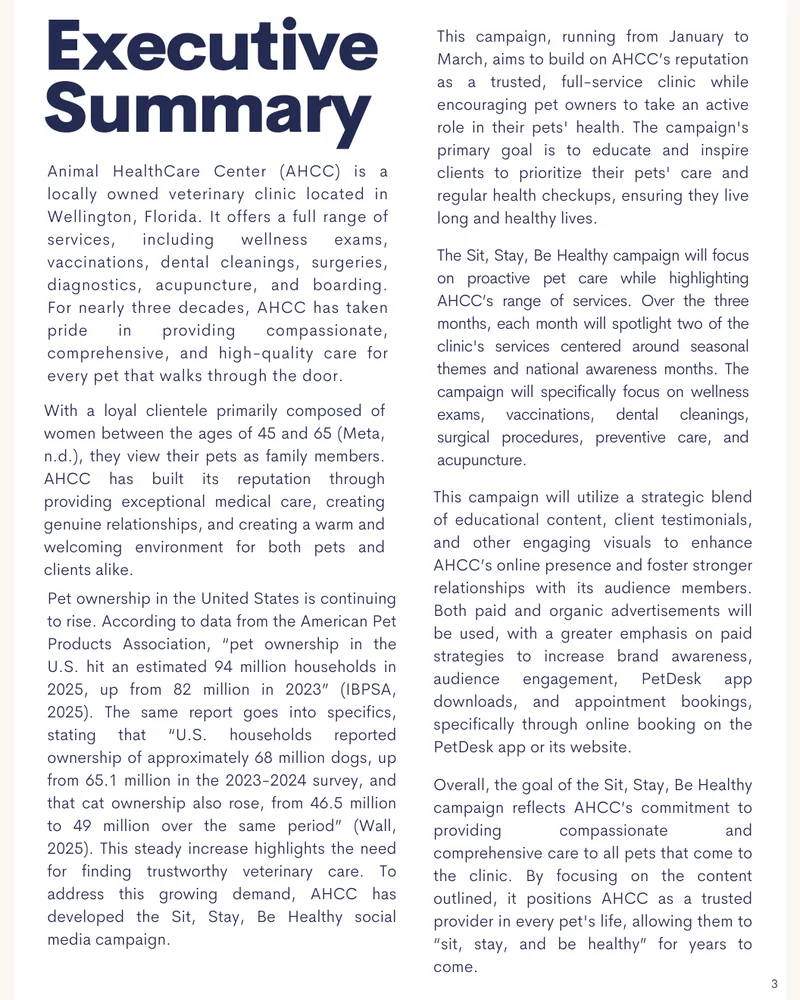 Executive
Summary
Animal HealthCare Center (AHCC) is a
locally owned veterinary clinic located in
Wellington, Florida. It offers a full range of
services, including wellness exams,
vaccinations, dental cleanings, surgeries,
diagnostics, acupuncture, and boarding.
For nearly three decades, AHCC has taken
pride in providing compassionate,
comprehensive, and high-quality care for
every pet that walks through the door.
With a loyal clientele primarily composed of
women between the ages of 45 and 65 (Meta,
n.d.), they view their pets as family members.
AHCC has built its reputation through
providing exceptional medical care, creating
genuine relationships, and creating a warm and
welcoming environment for both pets and
clients alike.
Pet ownership in the United States is continuing
to rise. According to data from the American Pet
Products Association, “pet ownership in the
U.S. hit an estimated 94 million households in
2025, up from 82 million in 2023” (IBPSA,
2025). The same report goes into specifics,
stating that “U.S. households reported
ownership of approximately 68 million dogs, up
from 65.1 million in the 2023-2024 survey, and
that cat ownership also rose, from 46.5 million
to 49 million over the same period” (Wall,
2025). This steady increase highlights the need
for finding trustworthy veterinary care. To
address this growing demand, AHCC has
developed the Sit, Stay, Be Healthy social
media campaign.
This campaign, running from January to
March, aims to build on AHCC’s reputation
as a trusted, full-service clinic while
encouraging pet owners to take an active
role in their pets' health. The campaign's
primary goal is to educate and inspire
clients to prioritize their pets' care and
regular health checkups, ensuring they live
long and healthy lives.
The Sit, Stay, Be Healthy campaign will focus
on proactive pet care while highlighting
AHCC’s range of services. Over the three
months, each month will spotlight two of the
clinic's services centered around seasonal
themes and national awareness months. The
campaign will specifically focus on wellness
exams, vaccinations, dental cleanings,
surgical procedures, preventive care, and
acupuncture.
This campaign will utilize a strategic blend
of educational content, client testimonials,
and other engaging visuals to enhance
AHCC’s online presence and foster stronger
relationships with its audience members.
Both paid and organic advertisements will
be used, with a greater emphasis on paid
strategies to increase brand awareness,
audience engagement, PetDesk app
downloads, and appointment bookings,
specifically through online booking on the
PetDesk app or its website.
Overall, the goal of the Sit, Stay, Be Healthy
campaign reflects AHCC’s commitment to
providing compassionate and
comprehensive care to all pets that come to
the clinic. By focusing on the content
outlined, it positions AHCC as a trusted
provider in every pet's life, allowing them to
“sit, stay, and be healthy” for years to
come.
3